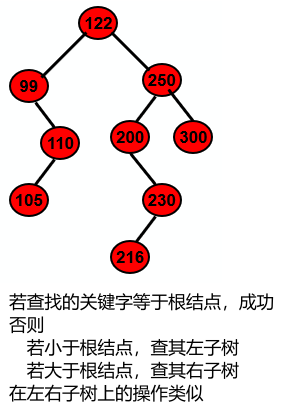 122
99
250
110
200
300
105
230
216
若查找的关键字等于根结点，成功
否则
若小于根结点，查其左子树
若大于根结点，查其右子树
在左右子树上的操作类似